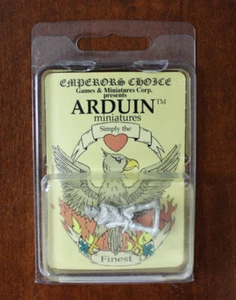 EMPERORS CHOICE
Games & Miniatures Corp.
presents
ARDUIN™
miniatures
Simply the
Finest